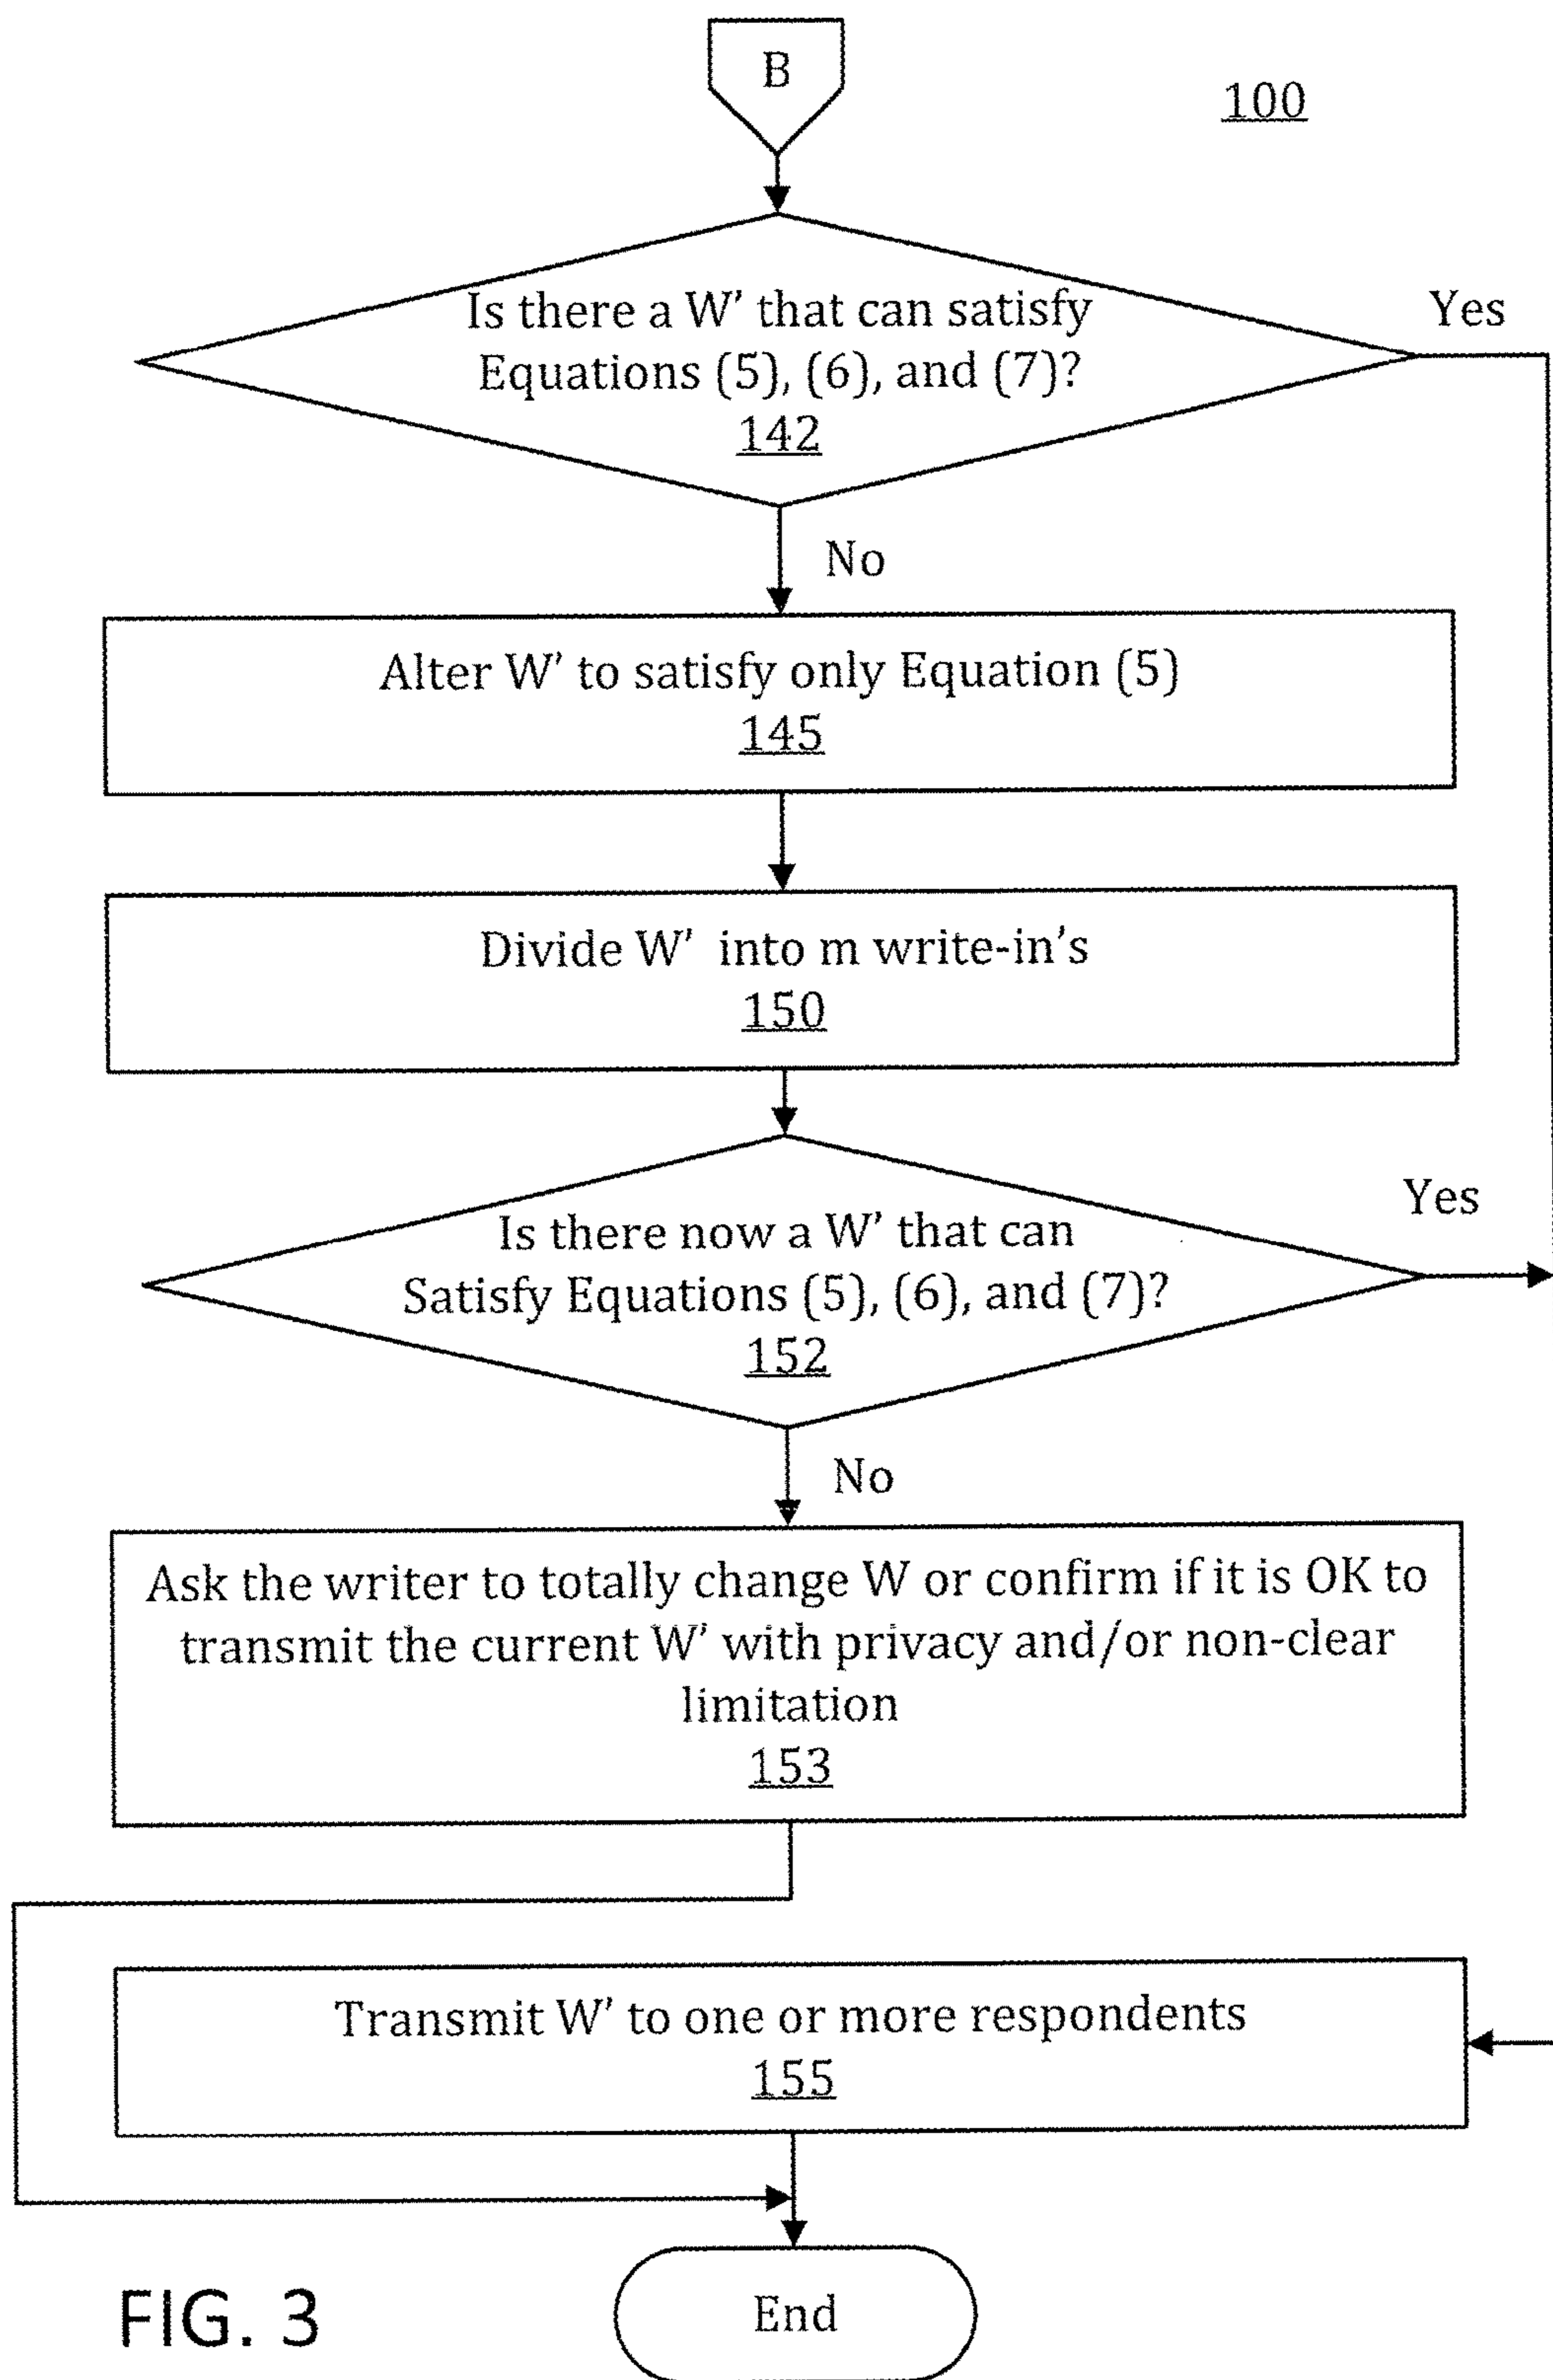 B
100
Is there a W' that can satisfy
Equations (5), (6), and (7)?
142
Yes
No
Alter W' to satisfy only Equation (5)
145
Divide W' into m write-in's
150
Yes
Is there now a W' that can
Satisfy Equations (5), (6), and (7)?
152
No
Ask the writer to totally change W or confirm if it is OK to
transmit the current W' with privacy and/or non-clear
limitation
153
Transmit W' to one or more respondents
155
End
FIG. 3